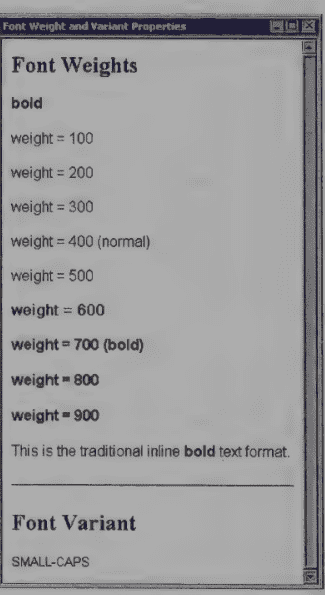 Font Weight and Variant Properties
Font Weights
bold
weight = 100
weight = 200
weight = 300
weight = 400 (normal)
weight = 500
weight = 600
weight = 700 (bold)
weight = 800
weight = 900
This is the traditional inline bold text format.
Font Variant
SMALL-CAPS